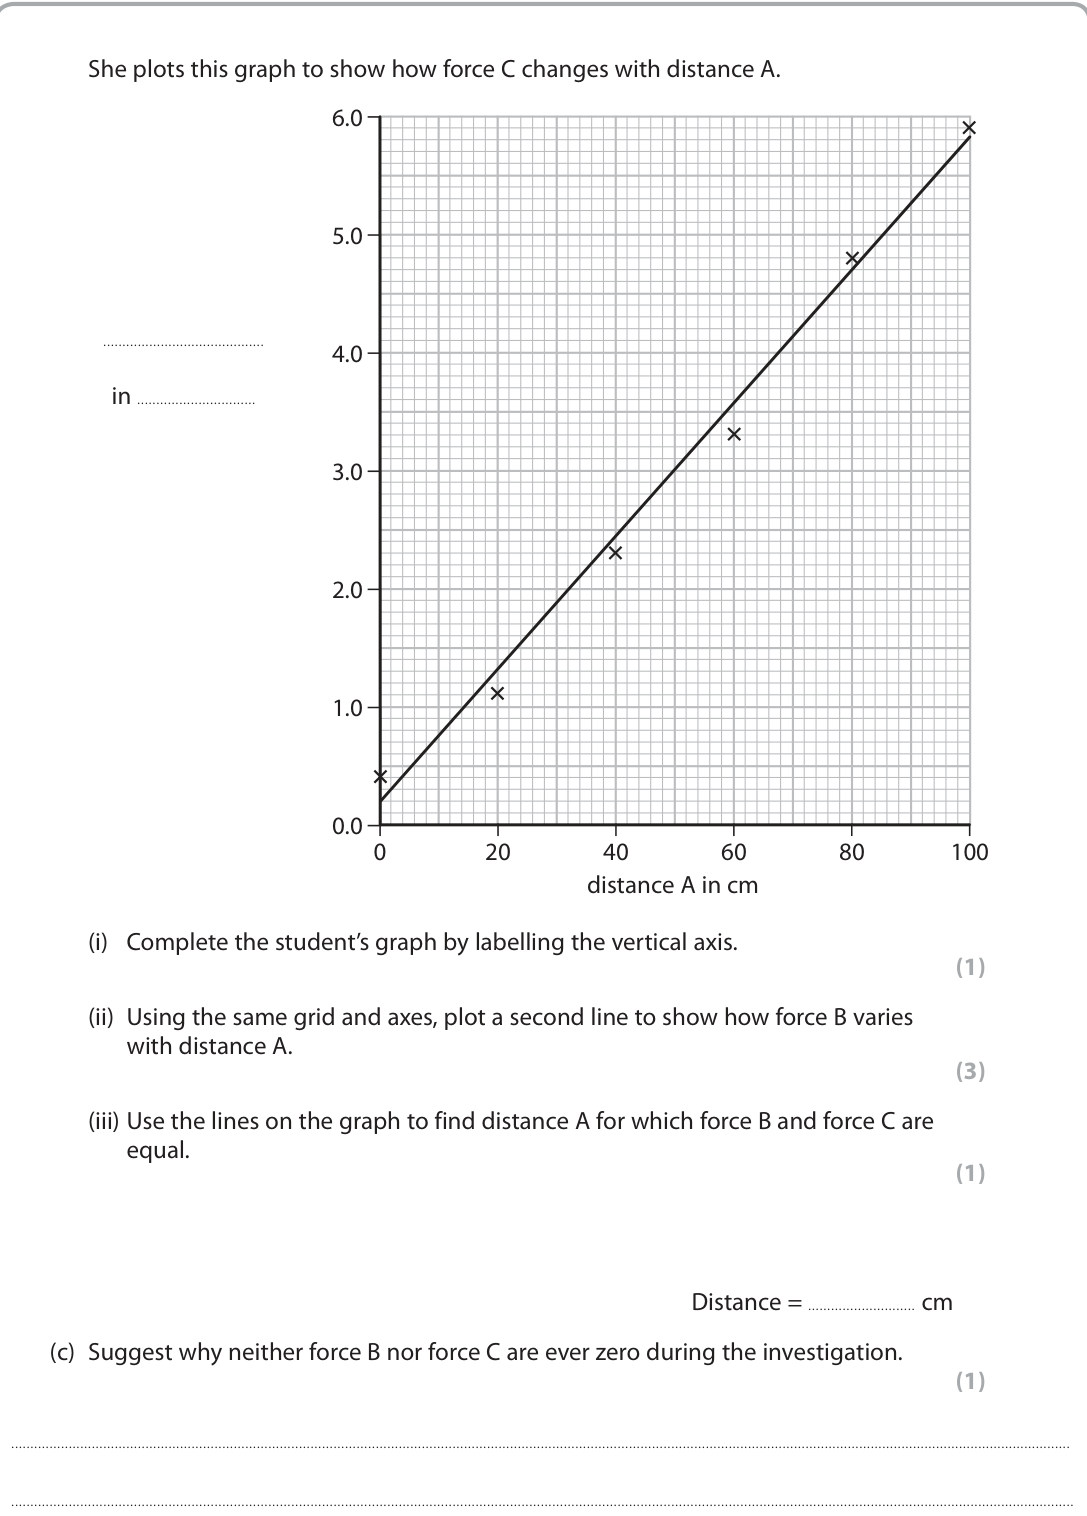 She plots this graph to show how force C changes with distance A.
6.0
5.0
4.0
3.0
2.0
1.0
0.0
in
0 20 40 60 80 100
distance A in cm
(i) Complete the student's graph by labelling the vertical axis.
(1)
(ii) Using the same grid and axes, plot a second line to show how force B varies
with distance A.
(3)
(iii) Use the lines on the graph to find distance A for which force B and force C are
equal.
(1)
Distance = ........................... cm
(c) Suggest why neither force B nor force C are ever zero during the investigation.
(1)